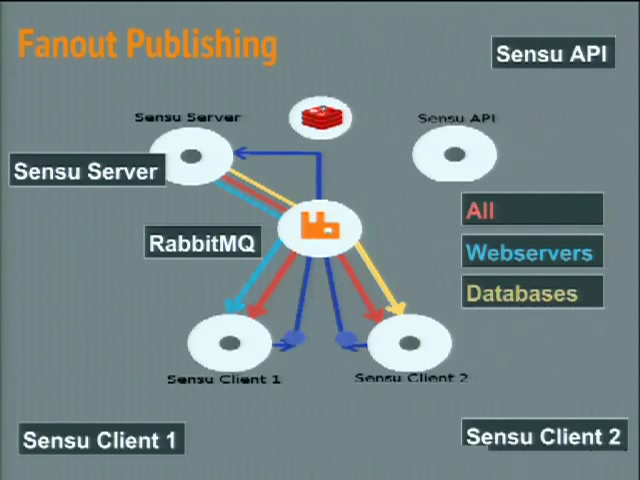 Fanout Publishing
Sensu API
Sensu Server
Sensu API
Sensu Server
All
RabbitMQ
Webservers
Databases
Sensu Client 1
Sensu Client 2
Sensu Client 1
Sensu Client 2